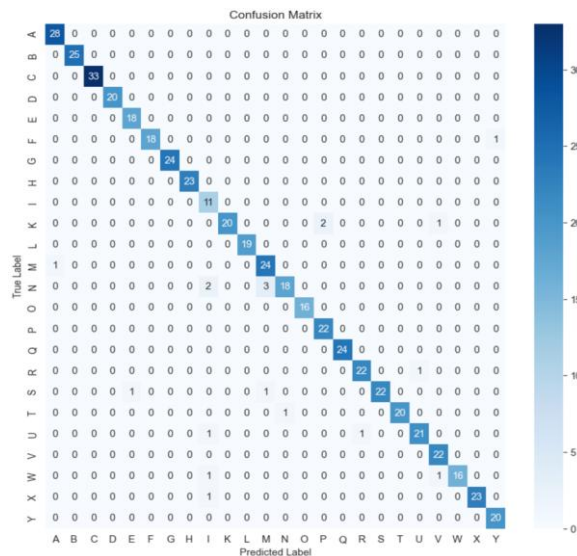 Confusion Matrix
A 28 0 0 0 0 0 0 0 0 0 0 0 0 0 0 0 0 0 0 0 0 0 0 0
B 0 25 0 0 0 0 0 0 0 0 0 0 0 0 0 0 0 0 0 0 0 0 0 0
C 0 0 33 0 0 0 0 0 0 0 0 0 0 0 0 0 0 0 0 0 0 0 0 0
D 0 0 0 20 0 0 0 0 0 0 0 0 0 0 0 0 0 0 0 0 0 0 0 0
E 0 0 0 0 18 0 0 0 0 0 0 0 0 0 0 0 0 0 0 0 0 0 0 0
F 0 0 0 0 0 18 0 0 0 0 0 0 0 0 0 0 0 0 0 0 0 0 0 1
G 0 0 0 0 0 0 24 0 0 0 0 0 0 0 0 0 0 0 0 0 0 0 0 0
H 0 0 0 0 0 0 0 23 0 0 0 0 0 0 0 0 0 0 0 0 0 0 0 0
I 0 0 0 0 0 0 0 0 11 0 0 0 0 0 0 0 0 0 0 0 0 0 0 0
K 0 0 0 0 0 0 0 0 0 20 0 0 0 0 2 0 0 0 0 0 1 0 0 0
L 0 0 0 0 0 0 0 0 0 0 19 0 0 0 0 0 0 0 0 0 0 0 0 0
M 1 0 0 0 0 0 0 0 0 0 0 24 0 0 0 0 0 0 0 0 0 0 0 0
N 0 0 0 0 0 0 0 0 2 0 0 3 18 0 0 0 0 0 0 0 0 0 0 0
O 0 0 0 0 0 0 0 0 0 0 0 0 0 16 0 0 0 0 0 0 0 0 0 0
P 0 0 0 0 0 0 0 0 0 0 0 0 0 0 22 0 0 0 0 0 0 0 0 0
Q 0 0 0 0 0 0 0 0 0 0 0 0 0 0 0 24 0 0 0 0 0 0 0 0
R 0 0 0 0 0 0 0 0 0 0 0 0 0 0 0 0 22 0 0 1 0 0 0 0
S 0 0 0 0 1 0 0 0 0 0 0 1 0 0 0 0 0 22 0 0 0 0 0 0
T 0 0 0 0 0 0 0 0 0 0 0 0 1 0 0 0 0 0 20 0 0 0 0 0
U 0 0 0 0 0 0 0 0 1 0 0 0 0 0 0 0 1 0 0 21 0 0 0 0
V 0 0 0 0 0 0 0 0 0 0 0 0 0 0 0 0 0 0 0 0 22 0 0 0
W 0 0 0 0 0 0 0 0 1 0 0 0 0 0 0 0 0 0 0 0 1 16 0 0
X 0 0 0 0 0 0 0 0 1 0 0 0 0 0 0 0 0 0 0 0 0 0 23 0
Y 0 0 0 0 0 0 0 0 0 0 0 0 0 0 0 0 0 0 0 0 0 0 0 20
A B C D E F G H I K L M N O P Q R S T U V W X Y
Predicted Label
True Label
25
20
15
10
5
0